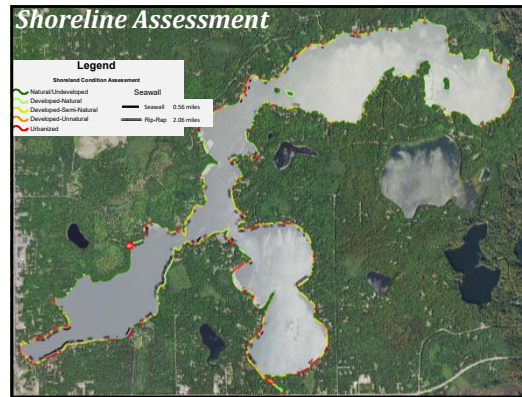 Shoreline Assessment
Legend
Shoreland Condition Assessment
Natural/Undeveloped
Developed-Natural
Developed-Semi-Natural
Developed-Unnatural
Urbanized
Seawall
Seawall 0.56 miles
Rip-Rap 2.06 miles